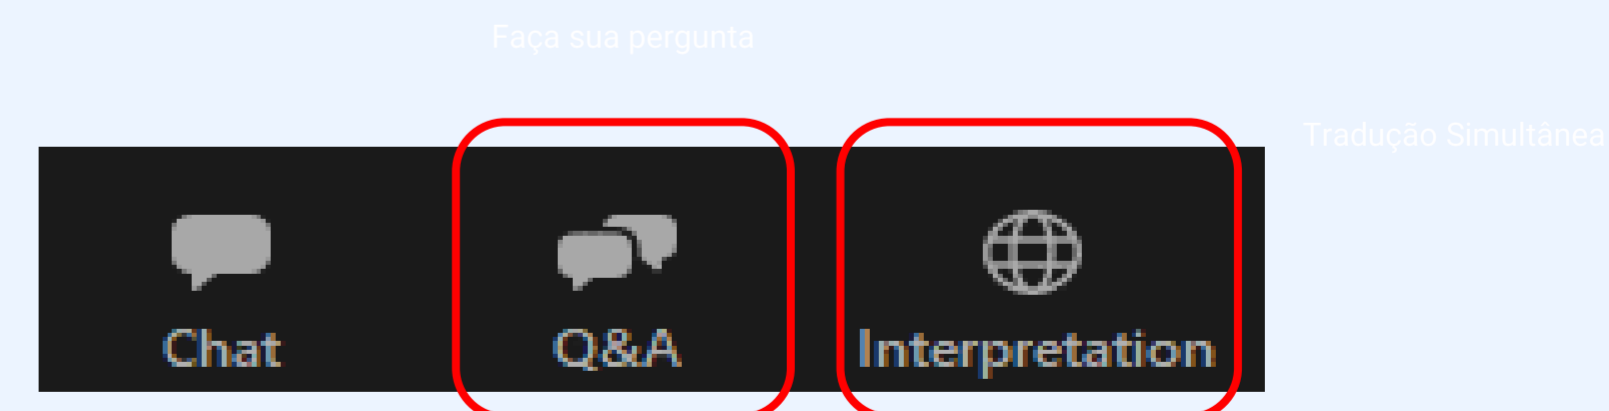 Faça sua pergunta
Tradução Simultânea
Chat
Q&A
Interpretation